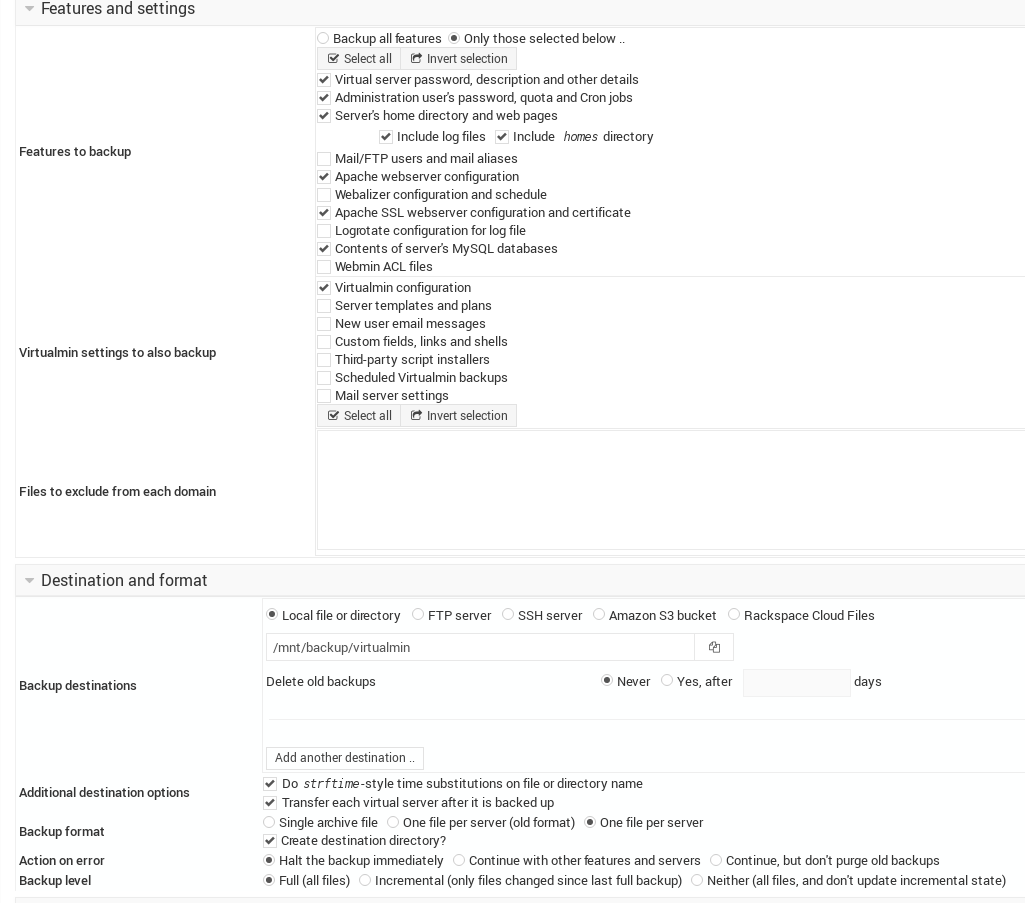 Features and settings
Features to backup
Backup all features Only those selected below ..
Select all Invert selection
Virtual server password, description and other details
Administration user's password, quota and Cron jobs
Server's home directory and web pages
Include log files Include homes directory
Mail/FTP users and mail aliases
Apache webserver configuration
Webalizer configuration and schedule
Apache SSL webserver configuration and certificate
Logrotate configuration for log file
Contents of server's MySQL databases
Webmin ACL files
Virtualmin settings to also backup
Virtualmin configuration
Server templates and plans
New user email messages
Custom fields, links and shells
Third-party script installers
Scheduled Virtualmin backups
Mail server settings
Select all Invert selection
Files to exclude from each domain
Destination and format
Backup destinations
Local file or directory FTP server SSH server Amazon S3 bucket Rackspace Cloud Files
/mnt/backup/virtualmin
Delete old backups Never Yes, after days
Add another destination ..
Additional destination options
Do strftime-style time substitutions on file or directory name
Transfer each virtual server after it is backed up
Backup format
Single archive file One file per server (old format) One file per server
Create destination directory?
Action on error Halt the backup immediately Continue with other features and servers Continue, but don't purge old backups
Backup level Full (all files) Incremental (only files changed since last full backup) Neither (all files, and don't update incremental state)